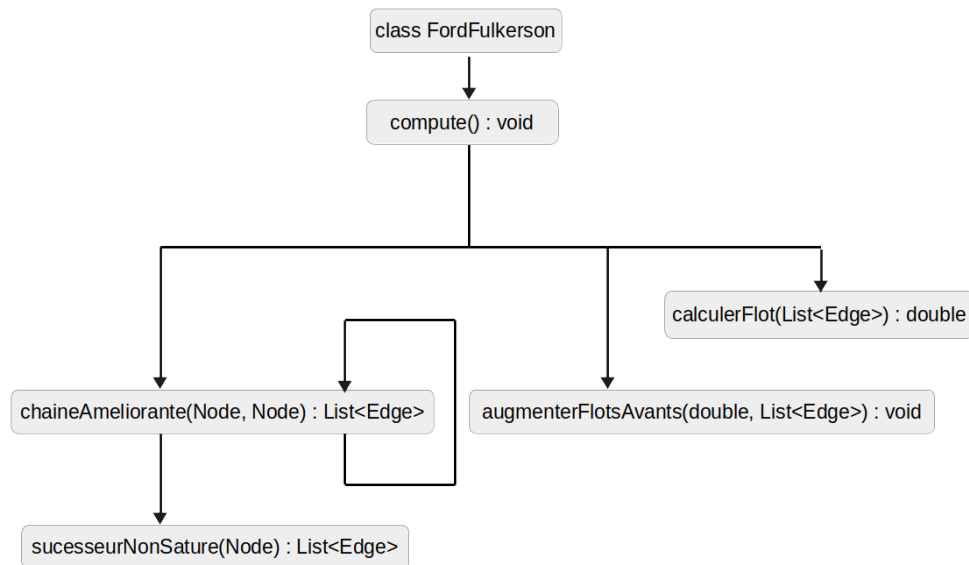 class FordFulkerson
compute() : void
calculerFlot(List<Edge>) : double
chaineAmeliorante(Node, Node) : List<Edge>
augmenterFlotsAvants(double, List<Edge>) : void
sucesseurNonSature(Node) : List<Edge>